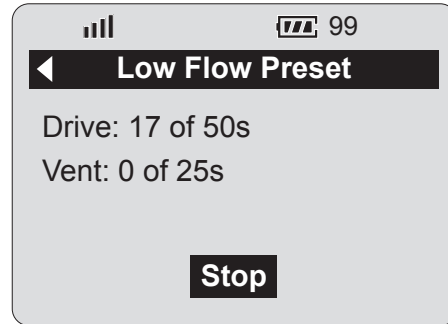 99
Low Flow Preset
Drive: 17 of 50s
Vent: 0 of 25s
Stop